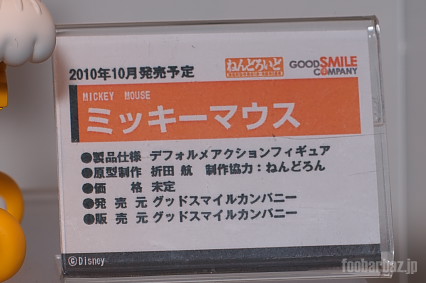 2010年10月発売予定
ねんどろいど
NENDOROID SERIES
GOODSMILE
COMPANY
MICKEY MOUSE
ミッキーマウス
●製品仕様 デフォルメアクションフィギュア
●原型制作 折田 航 制作協力：ねんどろん
●価 格 未定
●発 売 元 グッドスマイルカンパニー
●販 売 元 グッドスマイルカンパニー
©Disney
foobarbaz.jp